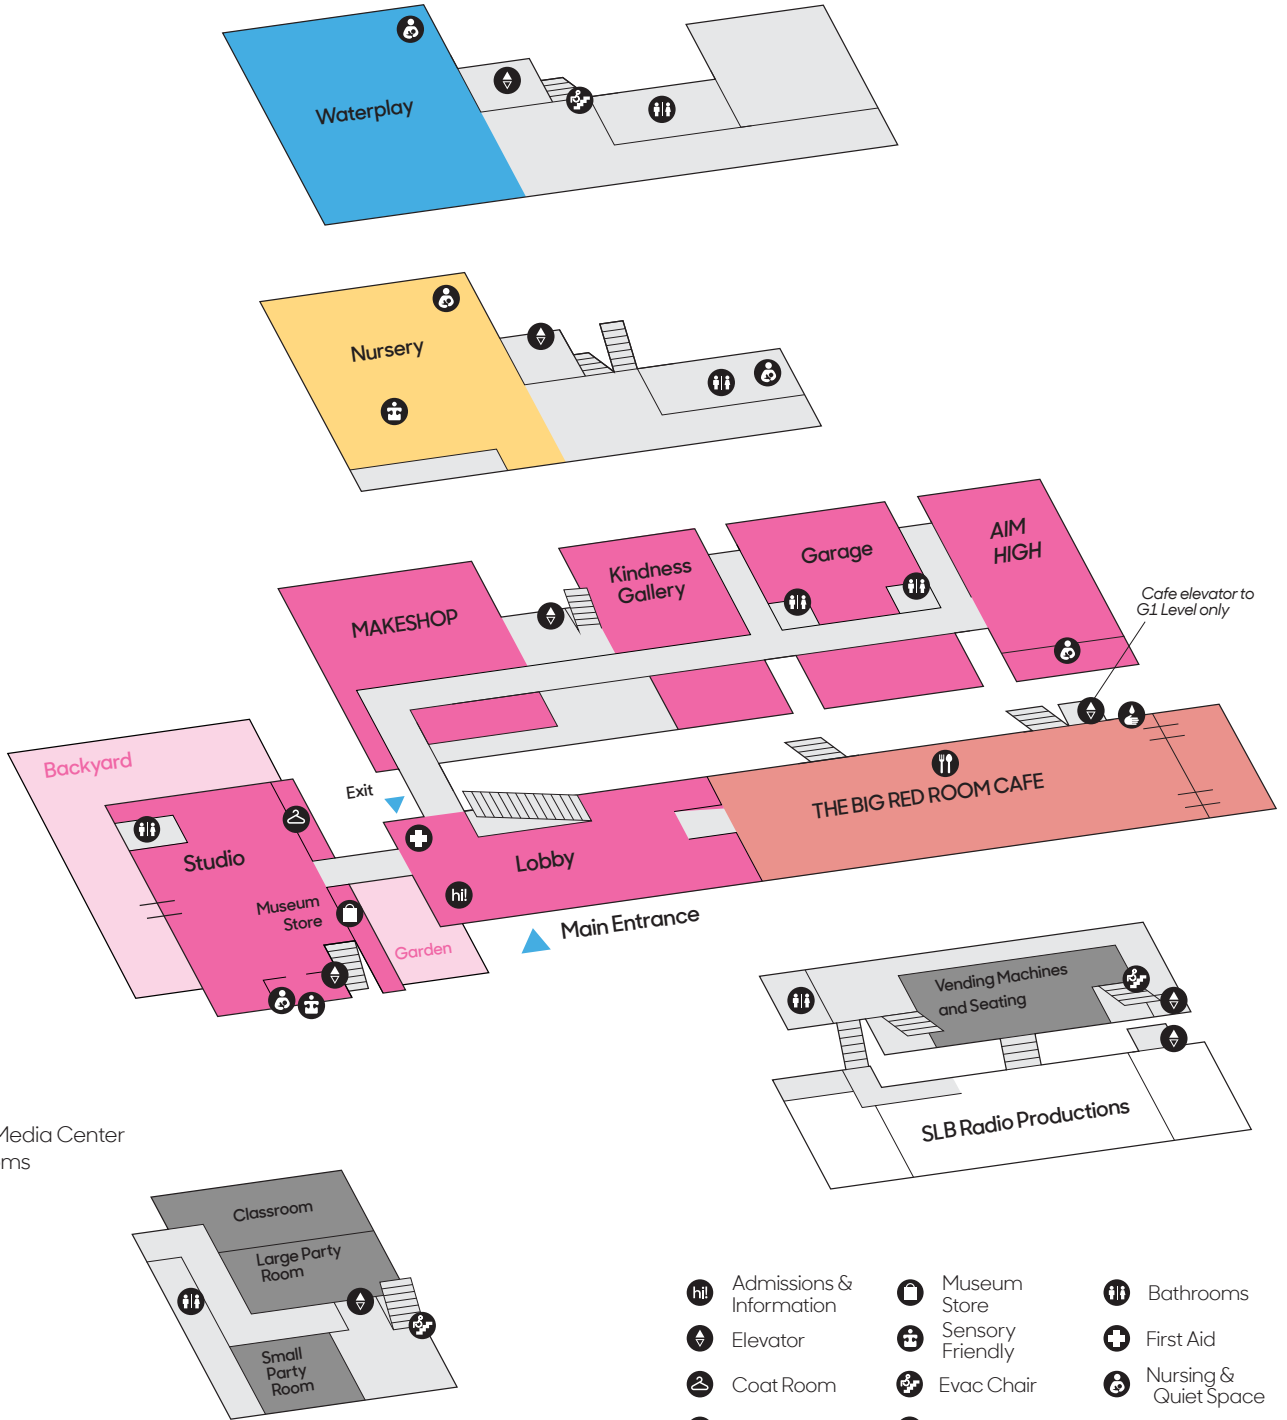 Waterplay
Nursery
AIM
HIGH
Garage
Kindness
Gallery
MAKESHOP
Cafe elevator to
G1 Level only
Backyard
Exit
THE BIG RED ROOM CAFE
Studio
Lobby
hi!
Museum
Store
Main Entrance
Garden
Vending Machines
and Seating
SLB Radio Productions
Media Center
ms
Classroom
Large Party
Room
Small
Party
Room
hi! Admissions &
Information
Elevator
Coat Room
Museum
Store
Sensory
Friendly
Evac Chair
Bathrooms
First Aid
Nursing &
Quiet Space